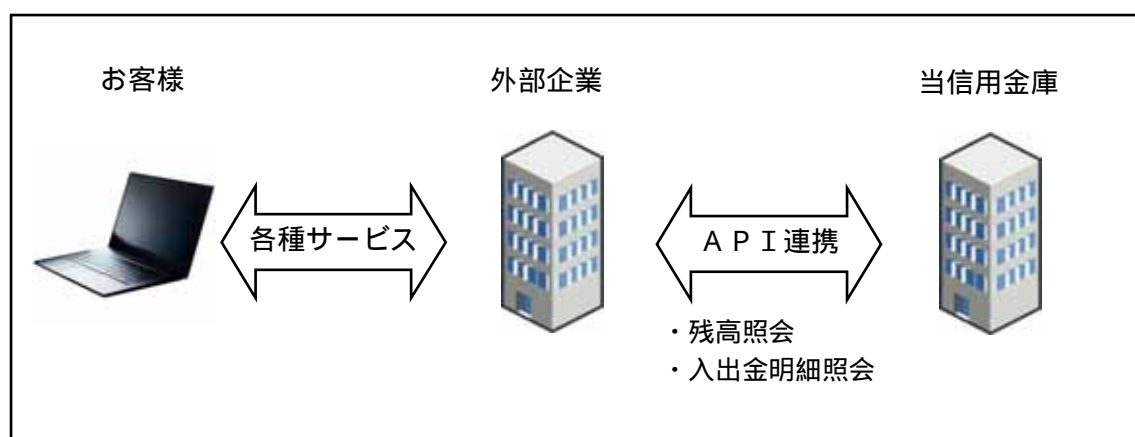 お客様
外部企業
当信用金庫
各種サービス
ＡＰＩ連携
・残高照会
・入出金明細照会